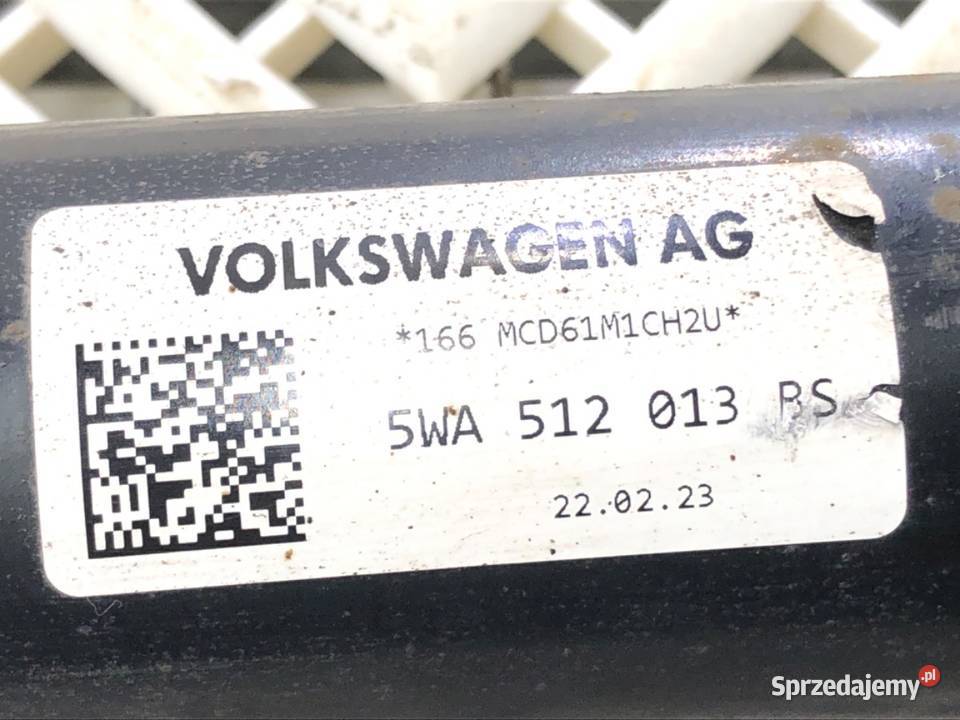 VOLKSWAGEN AG
*166 MCD61M1CH2U*
5WA 512 013 BS
22.02.23
Sprzedajemy.pl